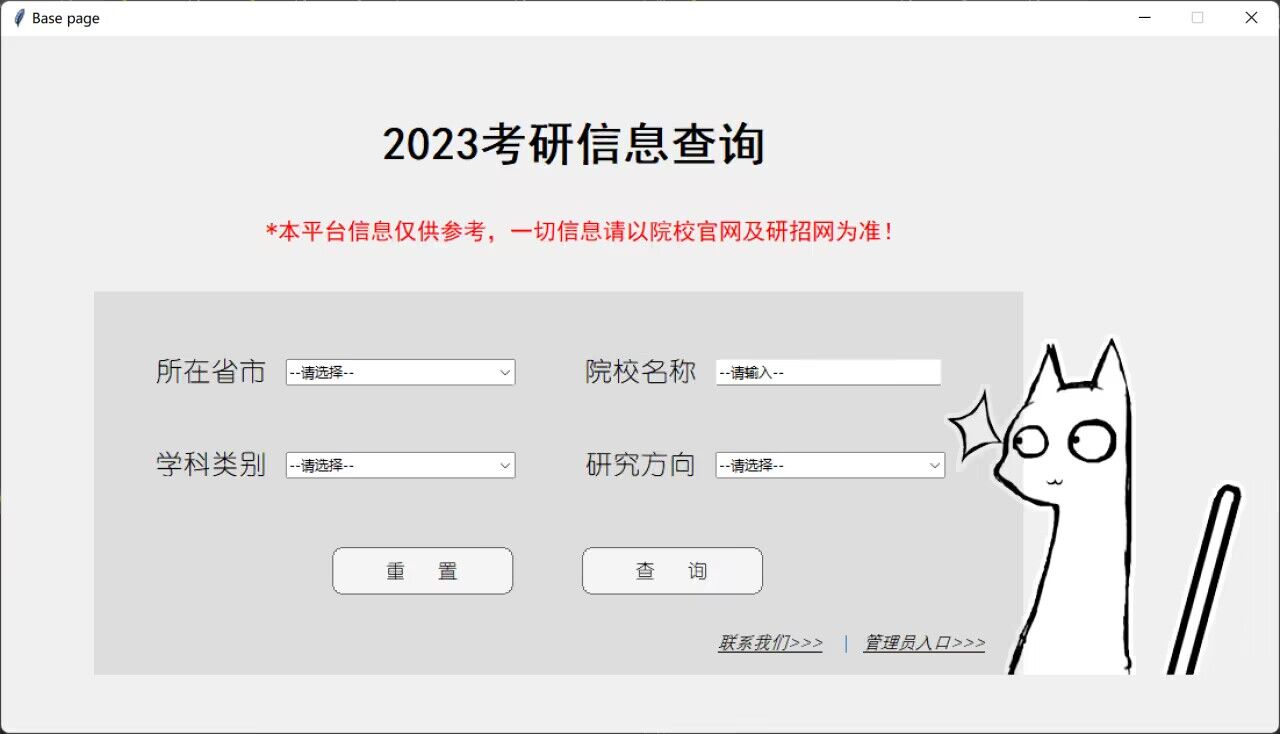 Base page
2023考研信息查询
*本平台信息仅供参考，一切信息请以院校官网及研招网为准！
所在省市 --请选择-- 院校名称 --请输入--
学科类别 --请选择-- 研究方向 --请选择--
重 置 查 询
联系我们>>> | 管理员入口>>>